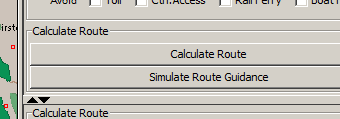 Avoid Toll Ctrl.Access Rail Ferry Boat
Calculate Route
Calculate Route
Simulate Route Guidance
Calculate Route